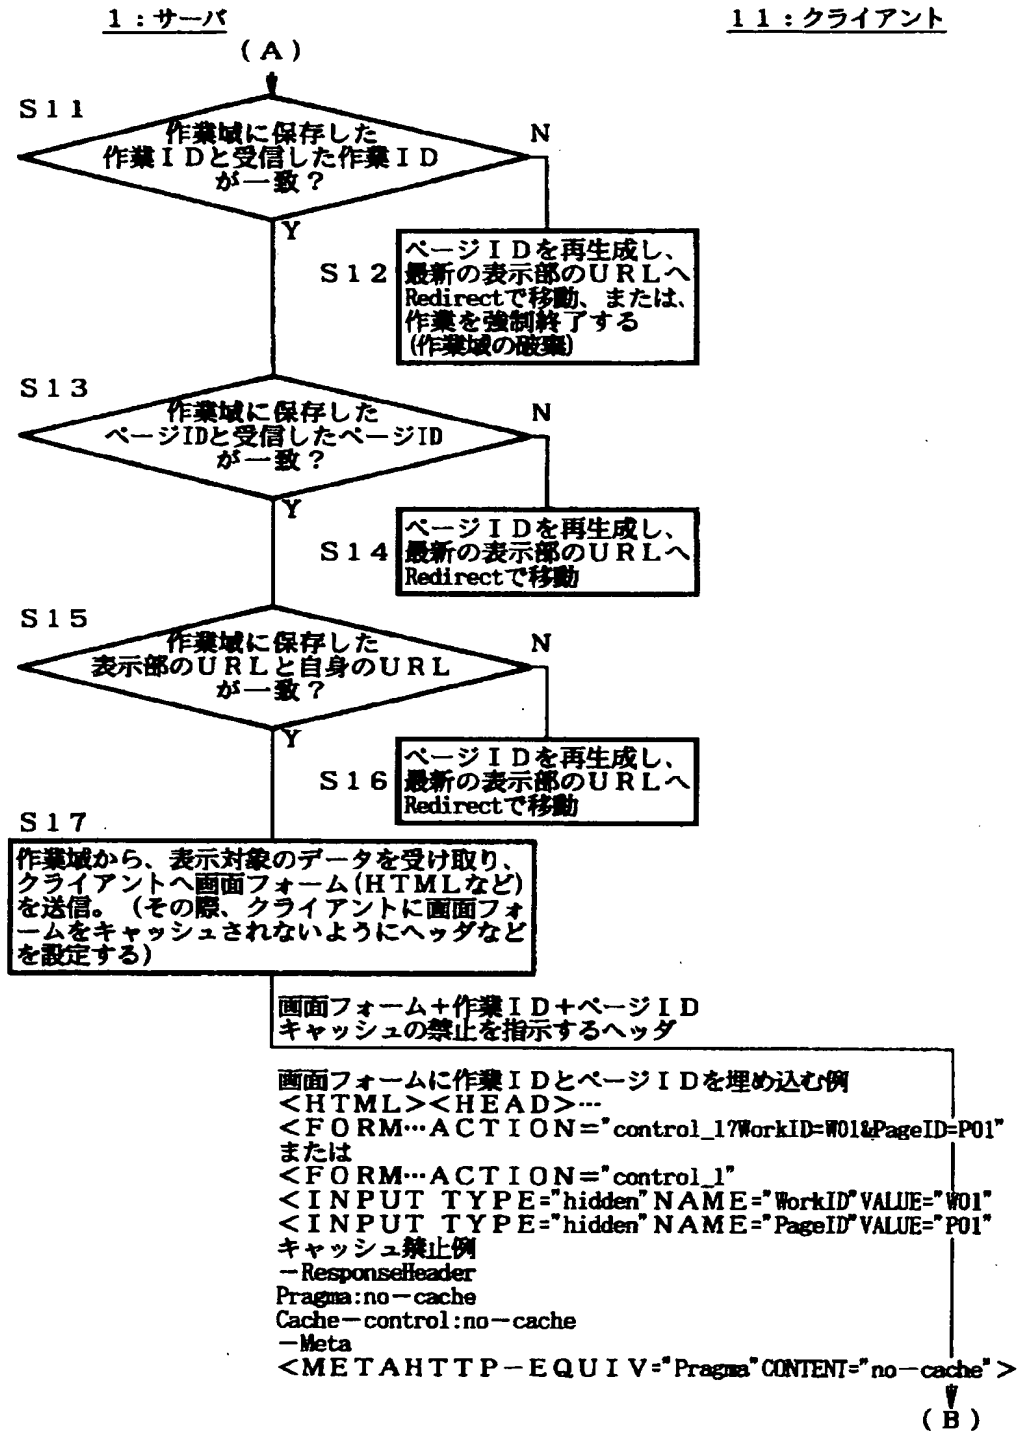 1:サーバ
11:クライアント
(A)
S11
作業域に保存した
作業IDと受信した作業ID
が一致?
N
Y
S12
ページIDを再生成し、
最新の表示部のURLへ
Redirectで移動、または、
作業を強制終了する
(作業域の破棄)
S13
作業域に保存した
ページIDと受信したページID
が一致?
N
Y
S14
ページIDを再生成し、
最新の表示部のURLへ
Redirectで移動
S15
作業域に保存した
表示部のURLと自身のURL
が一致?
N
Y
S16
ページIDを再生成し、
最新の表示部のURLへ
Redirectで移動
S17
作業域から、表示対象のデータを受け取り、
クライアントへ画面フォーム(HTMLなど)
を送信。(その際、クライアントに画面フォ
ームをキャッシュされないようにヘッダなど
を設定する)
画面フォーム+作業ID+ページID
キャッシュの禁止を指示するヘッダ
画面フォームに作業IDとページIDを埋め込む例
<HTML><HEAD>…
<FORM…ACTION="control_1?WorkID=W01&PageID=P01"
または
<FORM…ACTION="control_1"
<INPUT TYPE="hidden"NAME="WorkID"VALUE="W01"
<INPUT TYPE="hidden"NAME="PageID"VALUE="P01"
キャッシュ禁止例
-ResponseHeader
Pragma:no-cache
Cache-control:no-cache
-Meta
<METAHTTP-EQUIV="Pragma"CONTENT="no-cache">
(B)